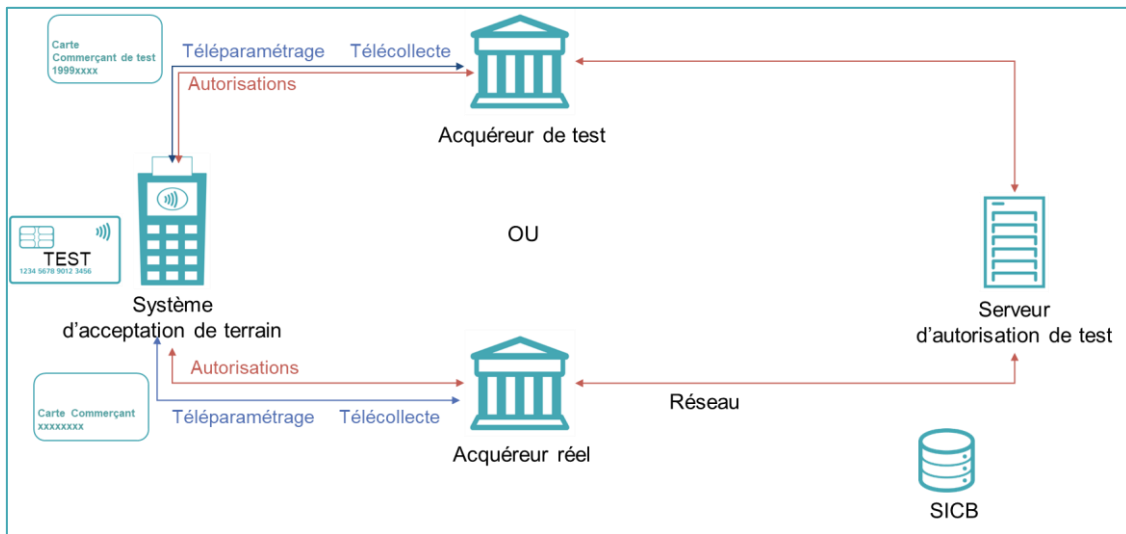 Carte
Commerçant de test
1999xxxx
Téléparamétrage Télécollecte
Autorisations
Acquéreur de test
OU
TEST
1234 5678 9012 3456
Système
d'acceptation de terrain
Serveur
d'autorisation de test
Autorisations
Carte Commerçant
xxxxxxxx
Téléparamétrage Télécollecte
Réseau
Acquéreur réel
SICB